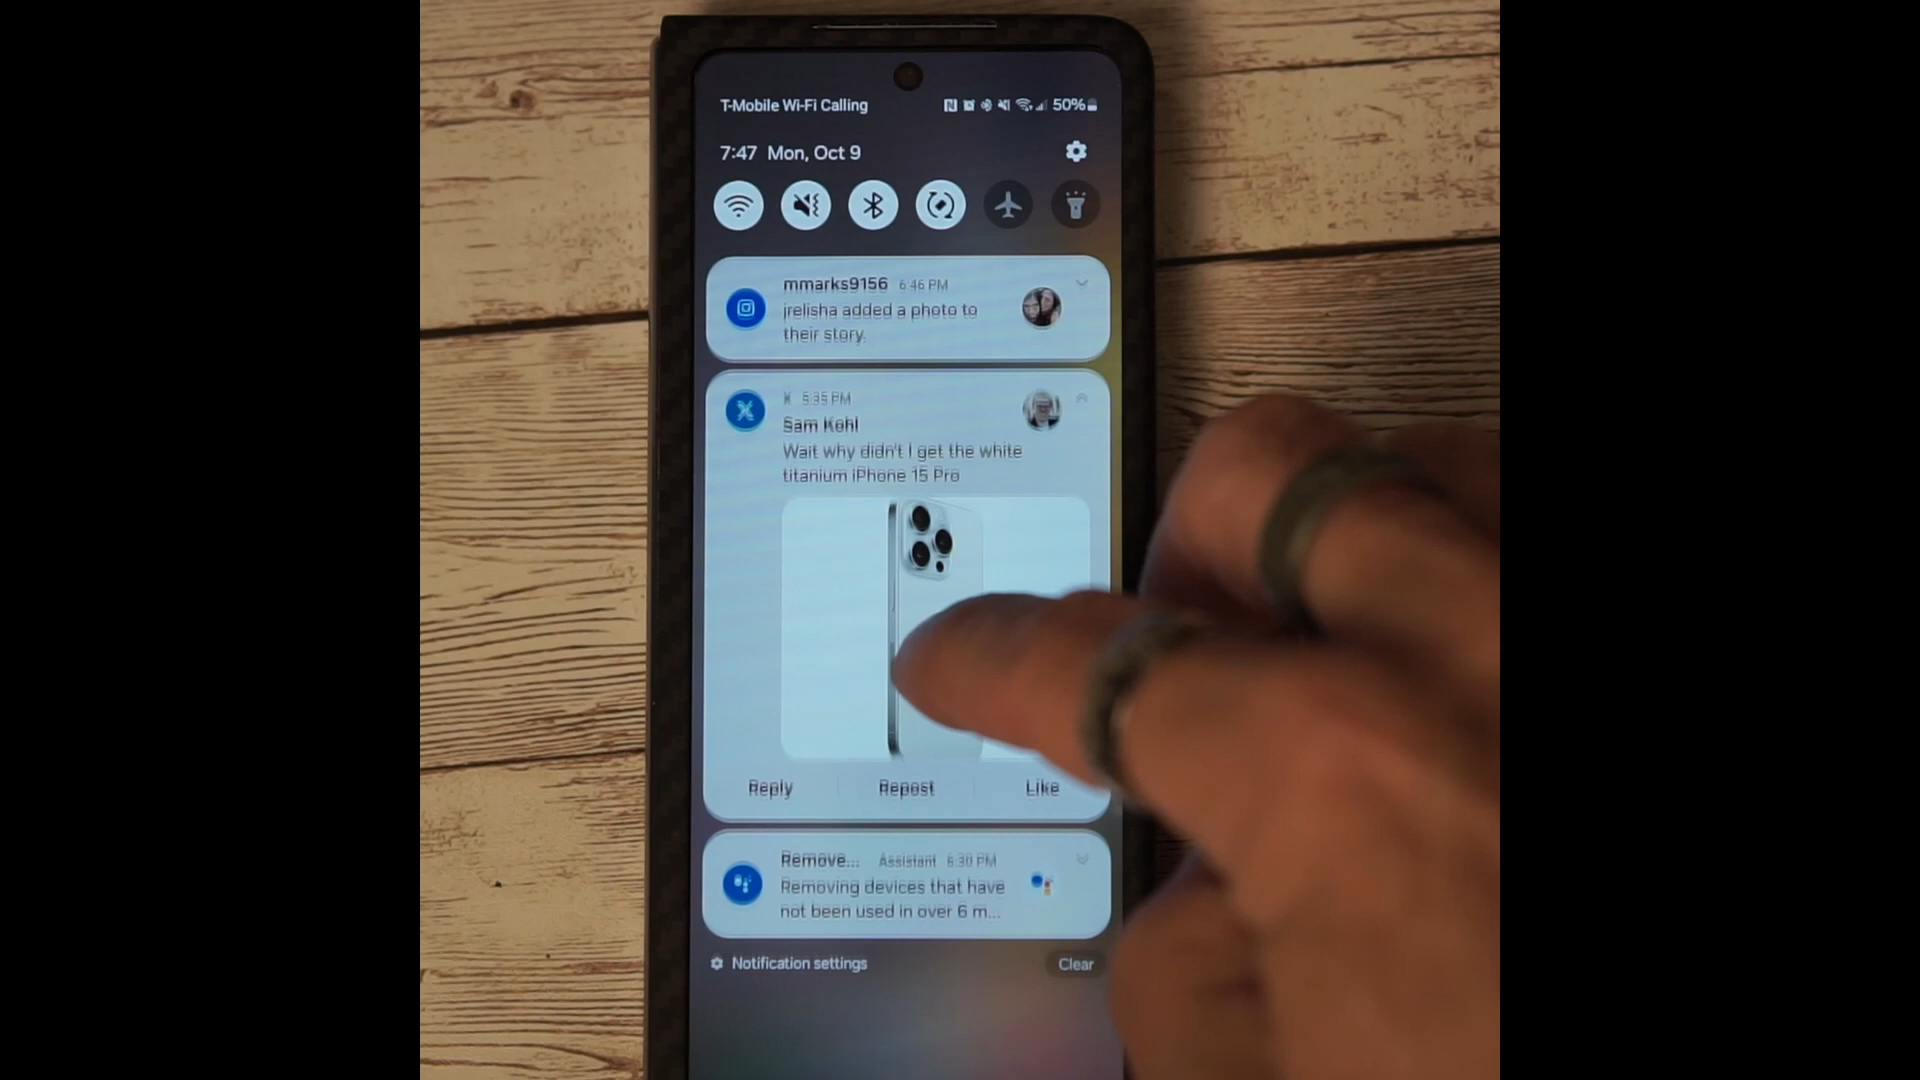 T-Mobile Wi-Fi Calling 50%
7:47 Mon, Oct 9
mmarks9156 6:46 PM
jrelisha added a photo to
their story.
X 5:35 PM
Sam Kohl
Wait why didn't I get the white
titanium iPhone 15 Pro
Reply Repost Like
Remove... Assistant 6:30 PM
Removing devices that have
not been used in over 6 m...
Notification settings Clear